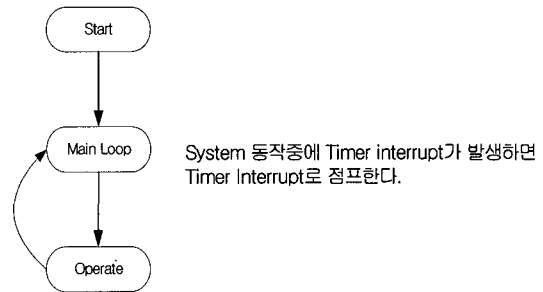 Start
Main Loop
System 동작중에 Timer interrupt가 발생하면
Timer Interrupt로 점프한다.
Operate